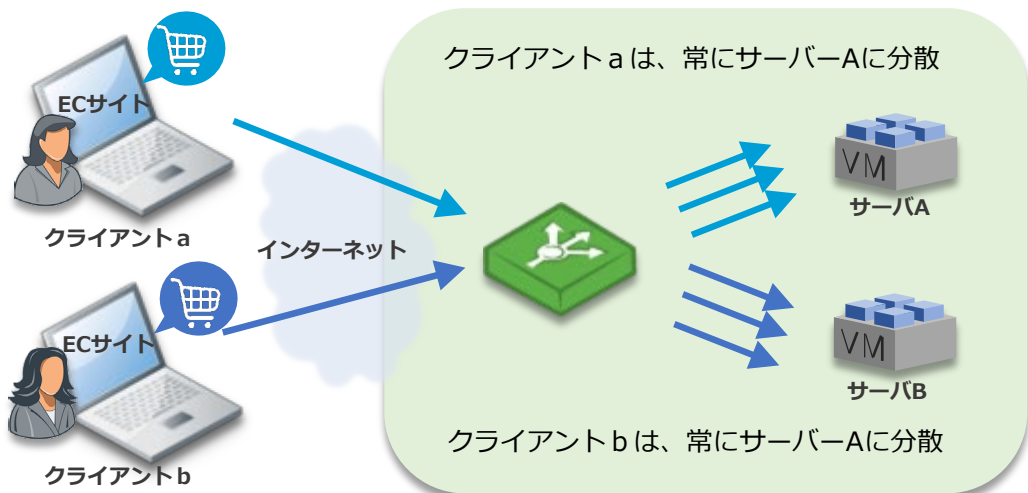 クライアントaは、常にサーバーAに分散
ECサイト
クライアントa
インターネット
VM
サーバA
ECサイト
クライアントb
VM
サーバB
クライアントbは、常にサーバーAに分散